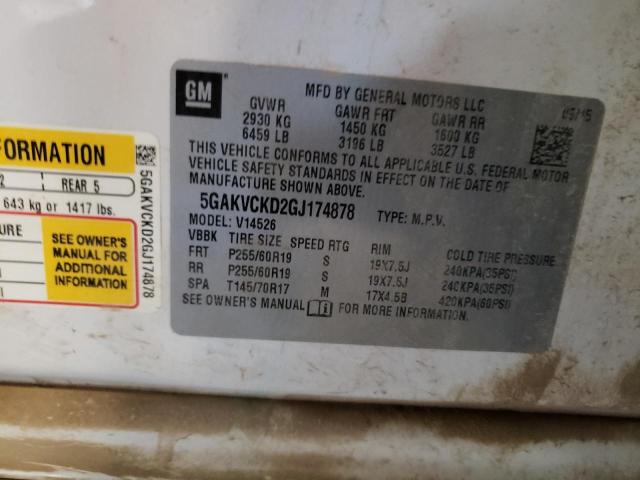 GM
MFD BY GENERAL MOTORS LLC
GVWR GAWR FRT GAWR RR
2930 KG 1450 KG 1600 KG
6459 LB 3196 LB 3527 LB
THIS VEHICLE CONFORMS TO ALL APPLICABLE U.S. FEDERAL MOTOR
VEHICLE SAFETY STANDARDS IN EFFECT ON THE DATE OF
MANUFACTURE SHOWN ABOVE.
5GAKVCKD2GJ174878 TYPE: M.P.V.
MODEL: V14526
VBBK TIRE SIZE SPEED RTG RIM COLD TIRE PRESSURE
FRT P255/60R19 S 19X7.5J 240KPA(35PSI)
RR P255/60R19 S 19X7.5J 240KPA(35PSI)
SPA T145/70R17 M 17X4.5B 420KPA(60PSI)
SEE OWNER'S MANUAL i FOR MORE INFORMATION.
FORMATION
2 REAR 5
643 kg or 1417 lbs.
SEE OWNER'S
MANUAL FOR
ADDITIONAL
INFORMATION
5GAKVCKD2GJ174878